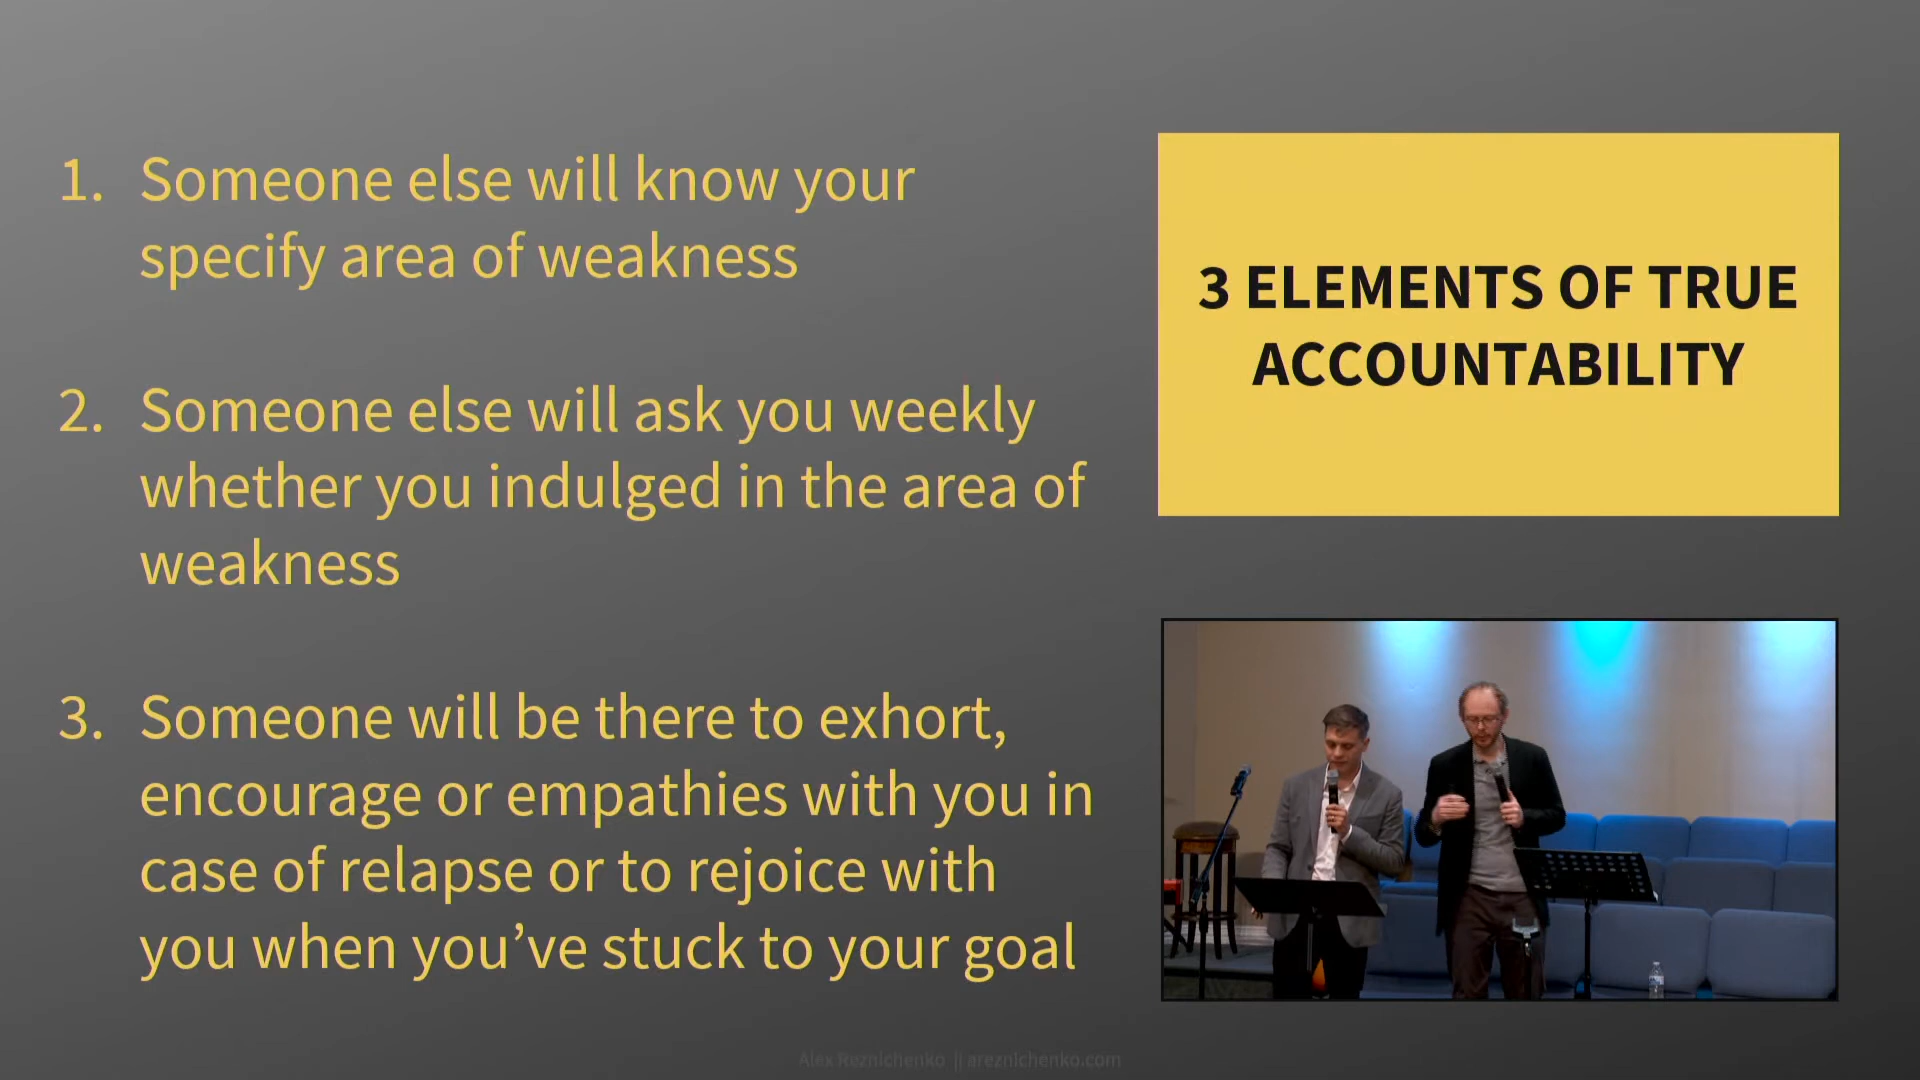 1. Someone else will know your
specify area of weakness
2. Someone else will ask you weekly
whether you indulged in the area of
weakness
3. Someone will be there to exhort,
encourage or empathies with you in
case of relapse or to rejoice with
you when you’ve stuck to your goal
3 ELEMENTS OF TRUE
ACCOUNTABILITY
Alex Reznichenko || areznichenko.com